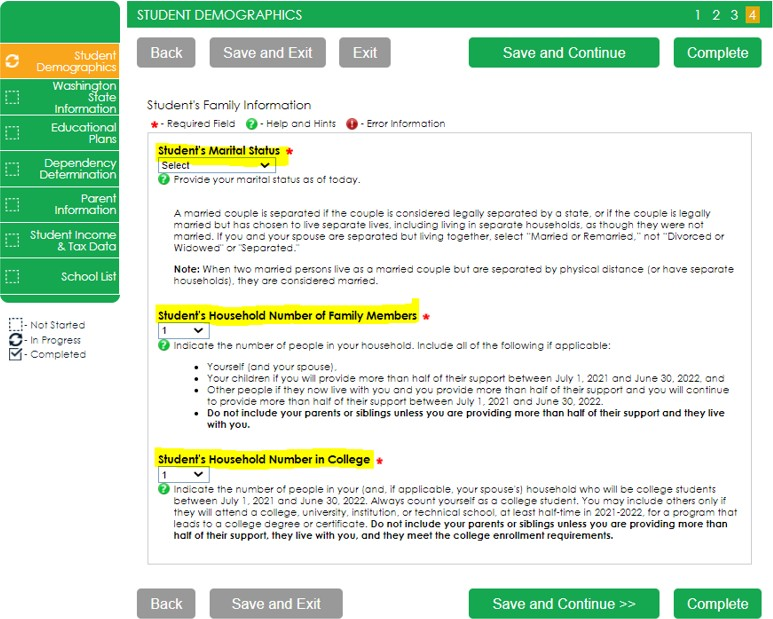 STUDENT DEMOGRAPHICS
1 2 3 4
Student
Demographics
Washington
State
Information
Educational
Plans
Dependency
Determination
Parent
Information
Student Income
& Tax Data
School List
- Not Started
- In Progress
- Completed
Back
Save and Exit
Exit
Save and Continue
Complete
Student's Family Information
* - Required Field ? - Help and Hints ! - Error Information
Student's Marital Status *
Select
? Provide your marital status as of today.
A married couple is separated if the couple is considered legally separated by a state, or if the couple is legally
married but has chosen to live separate lives, including living in separate households, as though they were not
married. If you and your spouse are separated but living together, select "Married or Remarried," not "Divorced or
Widowed" or "Separated."
Note: When two married persons live as a married couple but are separated by physical distance (or have separate
households), they are considered married.
Student's Household Number of Family Members *
1
? Indicate the number of people in your household. Include all of the following if applicable:
• Yourself (and your spouse),
• Your children if you will provide more than half of their support between July 1, 2021 and June 30, 2022, and
• Other people if they now live with you and you provide more than half of their support and you will continue
to provide more than half of their support between July 1, 2021 and June 30, 2022.
• Do not include your parents or siblings unless you are providing more than half of their support and they live
with you.
Student's Household Number in College *
1
? Indicate the number of people in your (and, if applicable, your spouse's) household who will be college students
between July 1, 2021 and June 30, 2022. Always count yourself as a college student. You may include others only if
they will attend a college, university, institution, or technical school, at least half-time in 2021-2022, for a program that
leads to a college degree or certificate. Do not include your parents or siblings unless you are providing more than
half of their support, they live with you, and they meet the college enrollment requirements.
Back
Save and Exit
Save and Continue >>
Complete